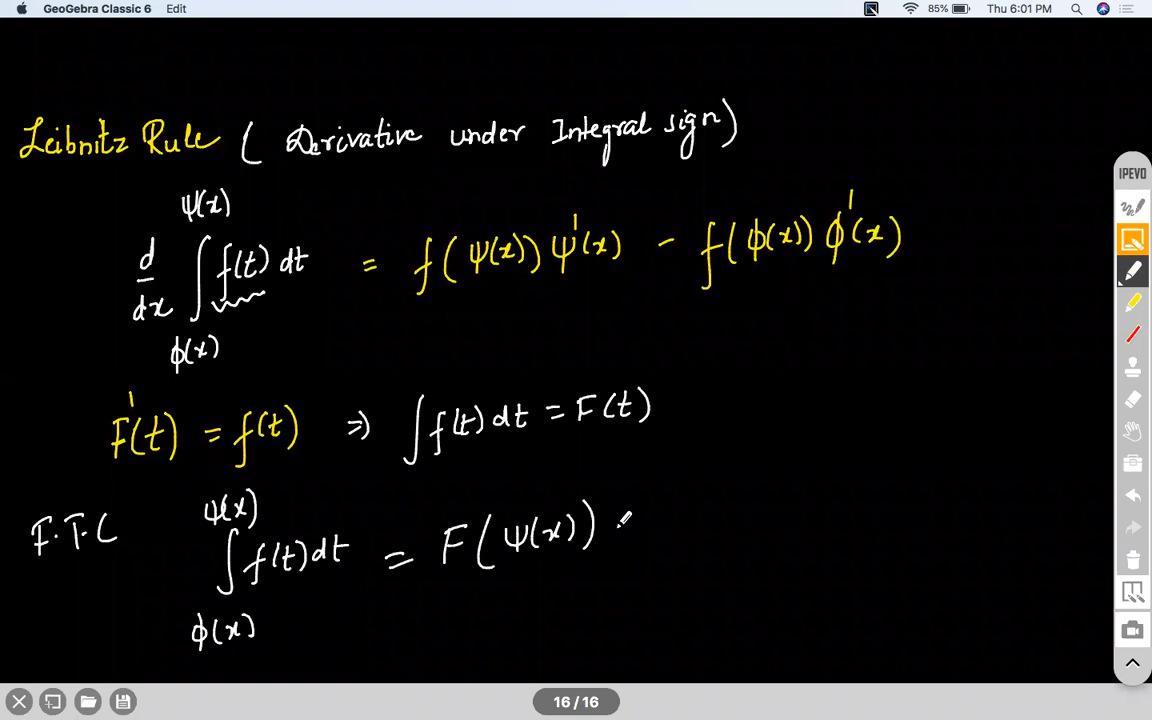 GeoGebra Classic 6 Edit 85% Thu 6:01 PM
Leibnitz Rule ( Derivative under Integral sign)
d/dx ∫_{ϕ(x)}^{ψ(x)} f(t) dt = f(ψ(x)) ψ'(x) - f(ϕ(x)) ϕ'(x)
F'(t) = f(t) ⇒ ∫ f(t) dt = F(t)
F.T.C ∫_{ϕ(x)}^{ψ(x)} f(t) dt = F(ψ(x))
IPEVO
16 / 16